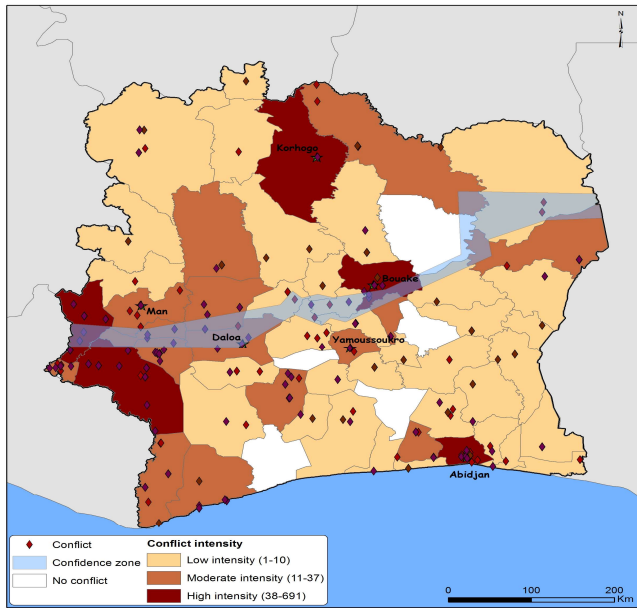 N
Korhogo
Bouake
Man
Daloa
Yamoussoukro
Abidjan
Conflict
Confidence zone
No conflict
Conflict intensity
Low intensity (1-10)
Moderate intensity (11-37)
High intensity (38-691)
0 100 200
Km